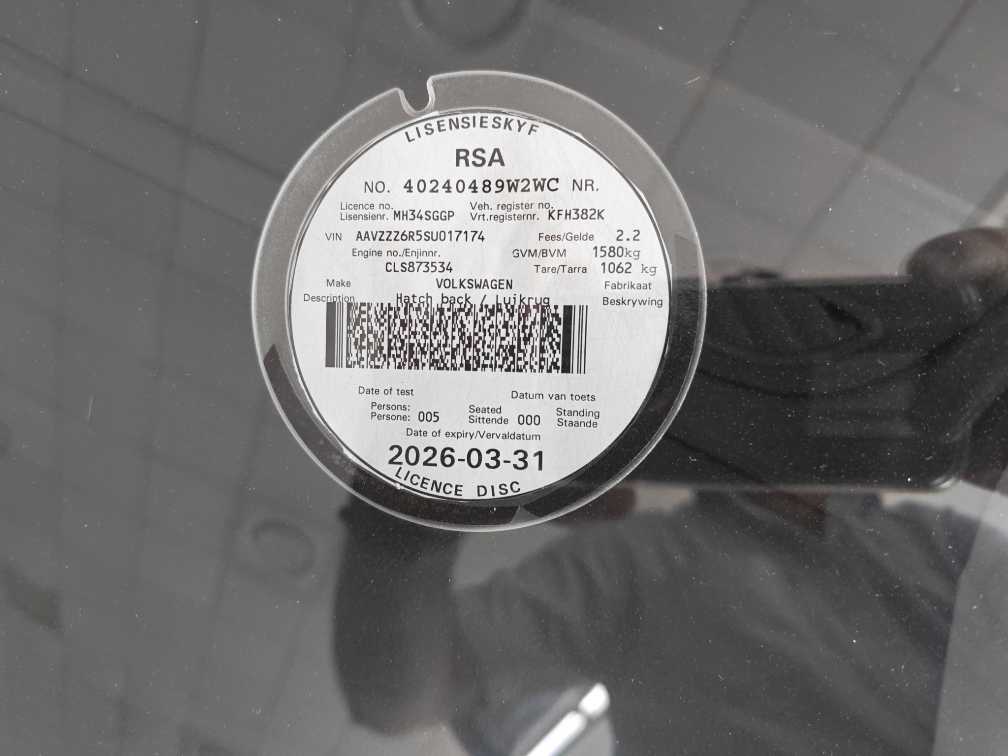 LISENSIESKYF
RSA
NO. 40240489W2WC NR.
Licence no. Veh. register no.
Lisensienr. MH34SGGP Vrt.registernr. KFH382K
VIN AAVZZZ6R5SU017174 Fees/Gelde 2.2
Engine no./Enjinnr. GVM/BVM 1580kg
CLS873534 Tare/Tarra 1062 kg
Make VOLKSWAGEN Fabrikaat
Description Hatch back / Luikrug Beskrywing
Date of test Datum van toets
Persons: Seated Standing
Persone: 005 Sittende 000 Staande
Date of expiry/Vervaldatum
2026-03-31
LICENCE DISC